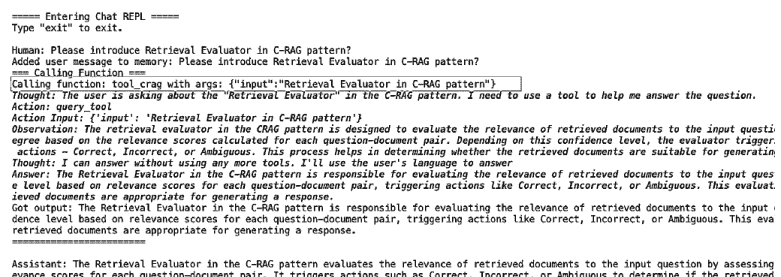 ===== Entering Chat REPL =====
Type "exit" to exit.
Human: Please introduce Retrieval Evaluator in C-RAG pattern?
Added user message to memory: Please introduce Retrieval Evaluator in C-RAG pattern?
=== Calling Function ===
Calling function: tool_crag with args: {"input":"Retrieval Evaluator in C-RAG pattern"}
Thought: The user is asking about the "Retrieval Evaluator" in the C-RAG pattern. I need to use a tool to help me answer the question.
Action: query_tool
Action Input: {'input': 'Retrieval Evaluator in C-RAG pattern'}
Observation: The retrieval evaluator in the CRAG pattern is designed to evaluate the relevance of retrieved documents to the input questio
egree based on the relevance scores calculated for each question-document pair. Depending on this confidence level, the evaluator trigger
actions – Correct, Incorrect, or Ambiguous. This process helps in determining whether the retrieved documents are suitable for generating
Thought: I can answer without using any more tools. I'll use the user's language to answer
Answer: The Retrieval Evaluator in the C-RAG pattern is responsible for evaluating the relevance of retrieved documents to the input ques
e level based on relevance scores for each question-document pair, triggering actions like Correct, Incorrect, or Ambiguous. This evaluati
ieved documents are appropriate for generating a response.
Got output: The Retrieval Evaluator in the C-RAG pattern is responsible for evaluating the relevance of retrieved documents to the input
dence level based on relevance scores for each question-document pair, triggering actions like Correct, Incorrect, or Ambiguous. This eva
retrieved documents are appropriate for generating a response.
========================
Assistant: The Retrieval Evaluator in the C-RAG pattern evaluates the relevance of retrieved documents to the input question by assessing
evance scores for each question-document pair. It triggers actions such as Correct, Incorrect, or Ambiguous to determine if the retrieved